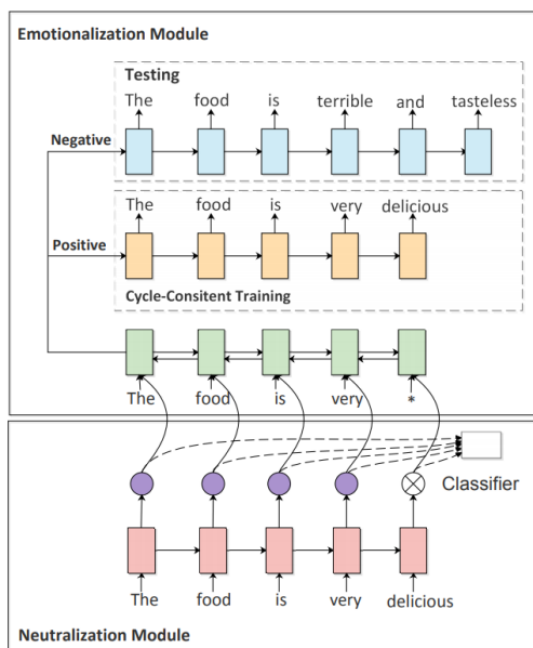 Emotionalization Module
Testing
The food is terrible and tasteless
Negative
The food is very delicious
Positive
Cycle-Consitent Training
The food is very *
Classifier
The food is very delicious
Neutralization Module